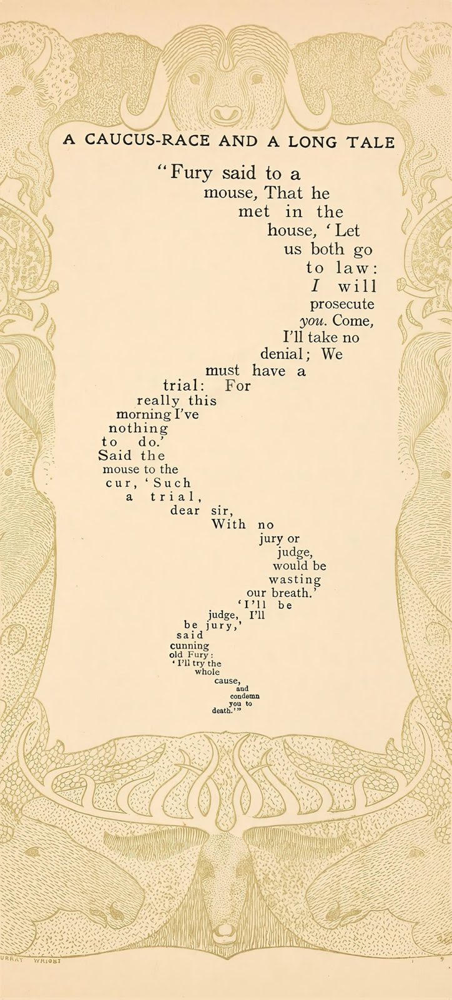 A CAUCUS-RACE AND A LONG TALE
“Fury said to a
mouse, That he
met in the
house, ‘Let
us both go
to law:
I will
prosecute
you. Come,
I’ll take no
denial; We
must have a
trial: For
really this
morning I’ve
nothing
to do.’
Said the
mouse to the
cur, ‘Such
a trial,
dear sir,
With no
jury or
judge,
would be
wasting
our breath.’
‘I’ll be
judge, I’ll
be jury,’
said
cunning
old Fury:
‘I’ll try the
whole
cause,
and
condemn
you to
death.’”
URRAY WRIGHT
1 9